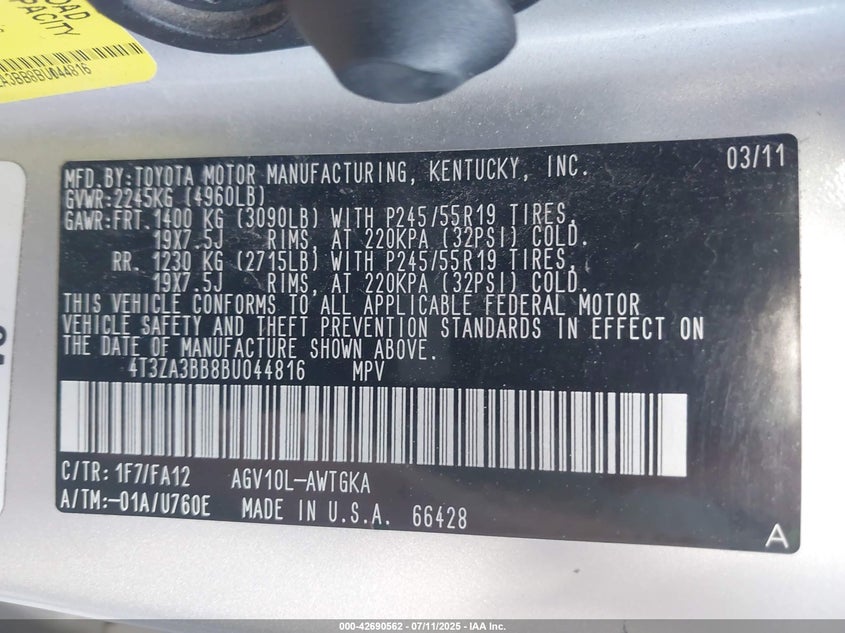 LOAD
CAPACITY
A3BB8BU044816
MFD.BY:TOYOTA MOTOR MANUFACTURING, KENTUCKY, INC. 03/11
GVWR:2245KG (4960LB)
GAWR:FRT.1400 KG (3090LB) WITH P245/55R19 TIRES,
19X7.5J RIMS, AT 220KPA (32PSI) COLD.
RR. 1230 KG (2715LB) WITH P245/55R19 TIRES,
19X7.5J RIMS, AT 220KPA (32PSI) COLD.
THIS VEHICLE CONFORMS TO ALL APPLICABLE FEDERAL MOTOR
VEHICLE SAFETY AND THEFT PREVENTION STANDARDS IN EFFECT ON
THE DATE OF MANUFACTURE SHOWN ABOVE.
4T3ZA3BB8BU044816 MPV
C/TR: 1F7/FA12 AGV10L-AWTGKA
A/TM:-01A/U760E MADE IN U.S.A. 66428
A
000-42690562 - 07/11/2025 - IAA Inc.